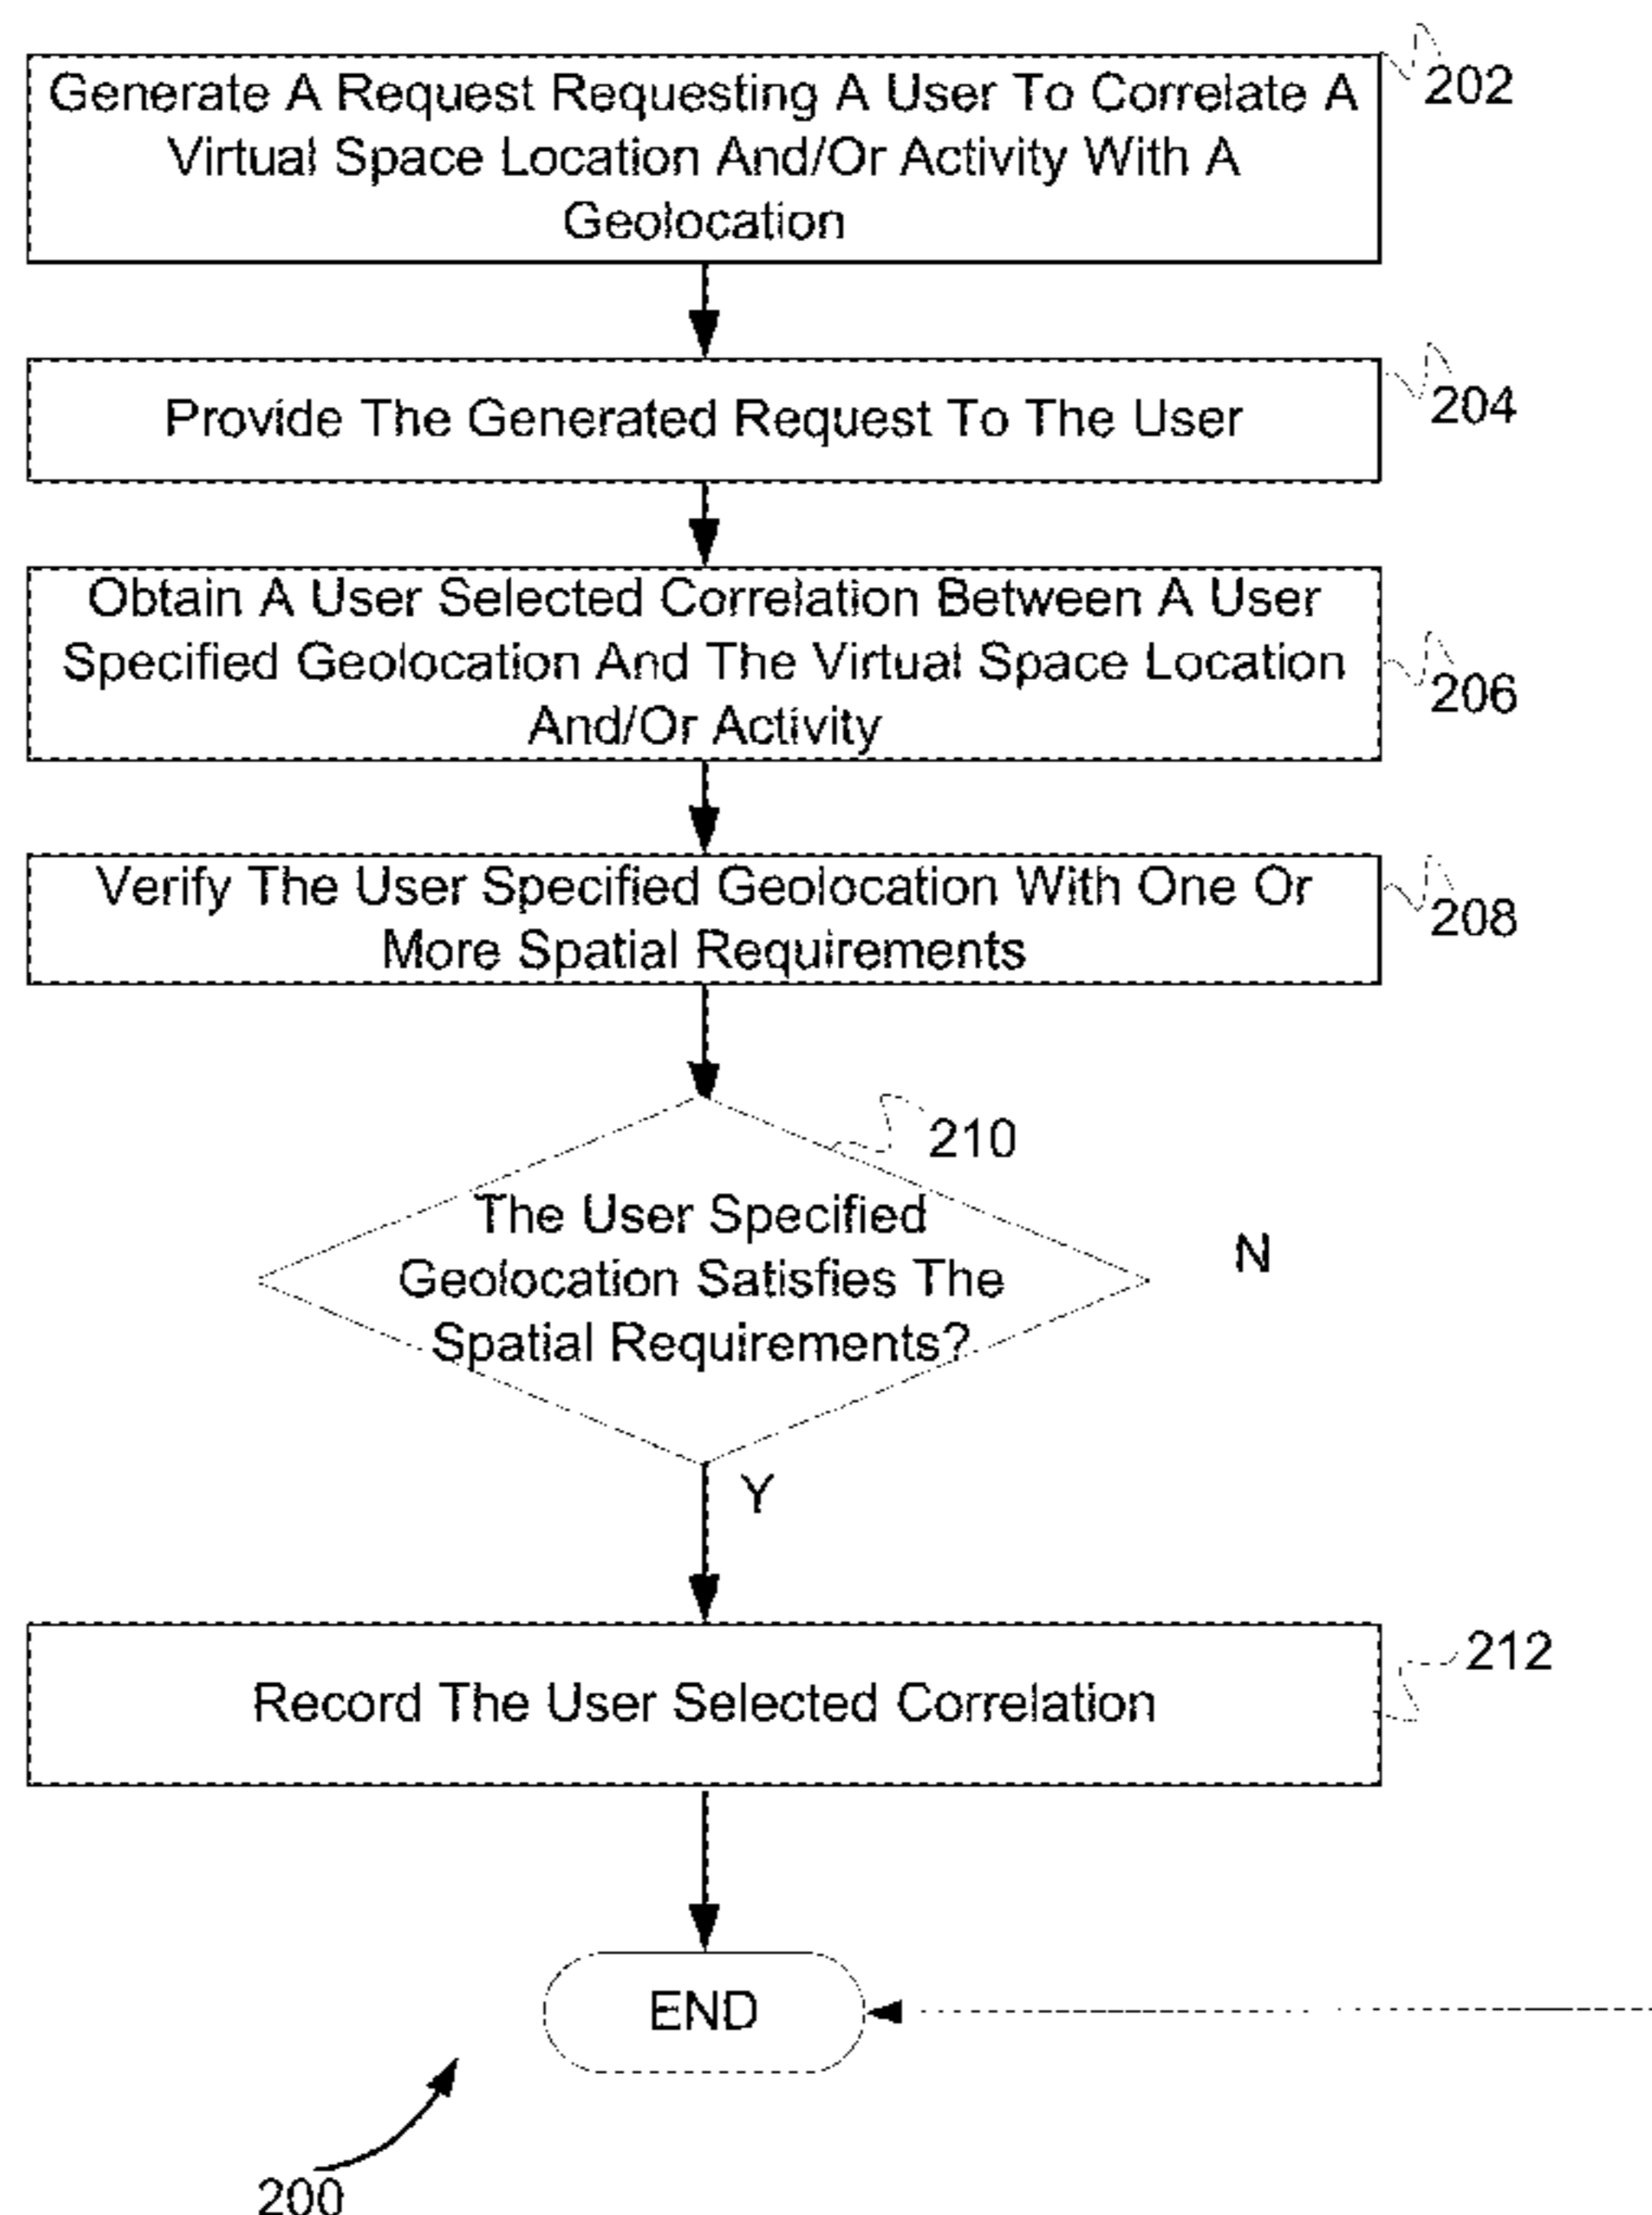 Generate A Request Requesting A User To Correlate A
Virtual Space Location And/Or Activity With A
Geolocation
202
Provide The Generated Request To The User
204
Obtain A User Selected Correlation Between A User
Specified Geolocation And The Virtual Space Location
And/Or Activity
206
Verify The User Specified Geolocation With One Or
More Spatial Requirements
208
210
The User Specified
Geolocation Satisfies The
Spatial Requirements?
N
Y
212
Record The User Selected Correlation
END
200